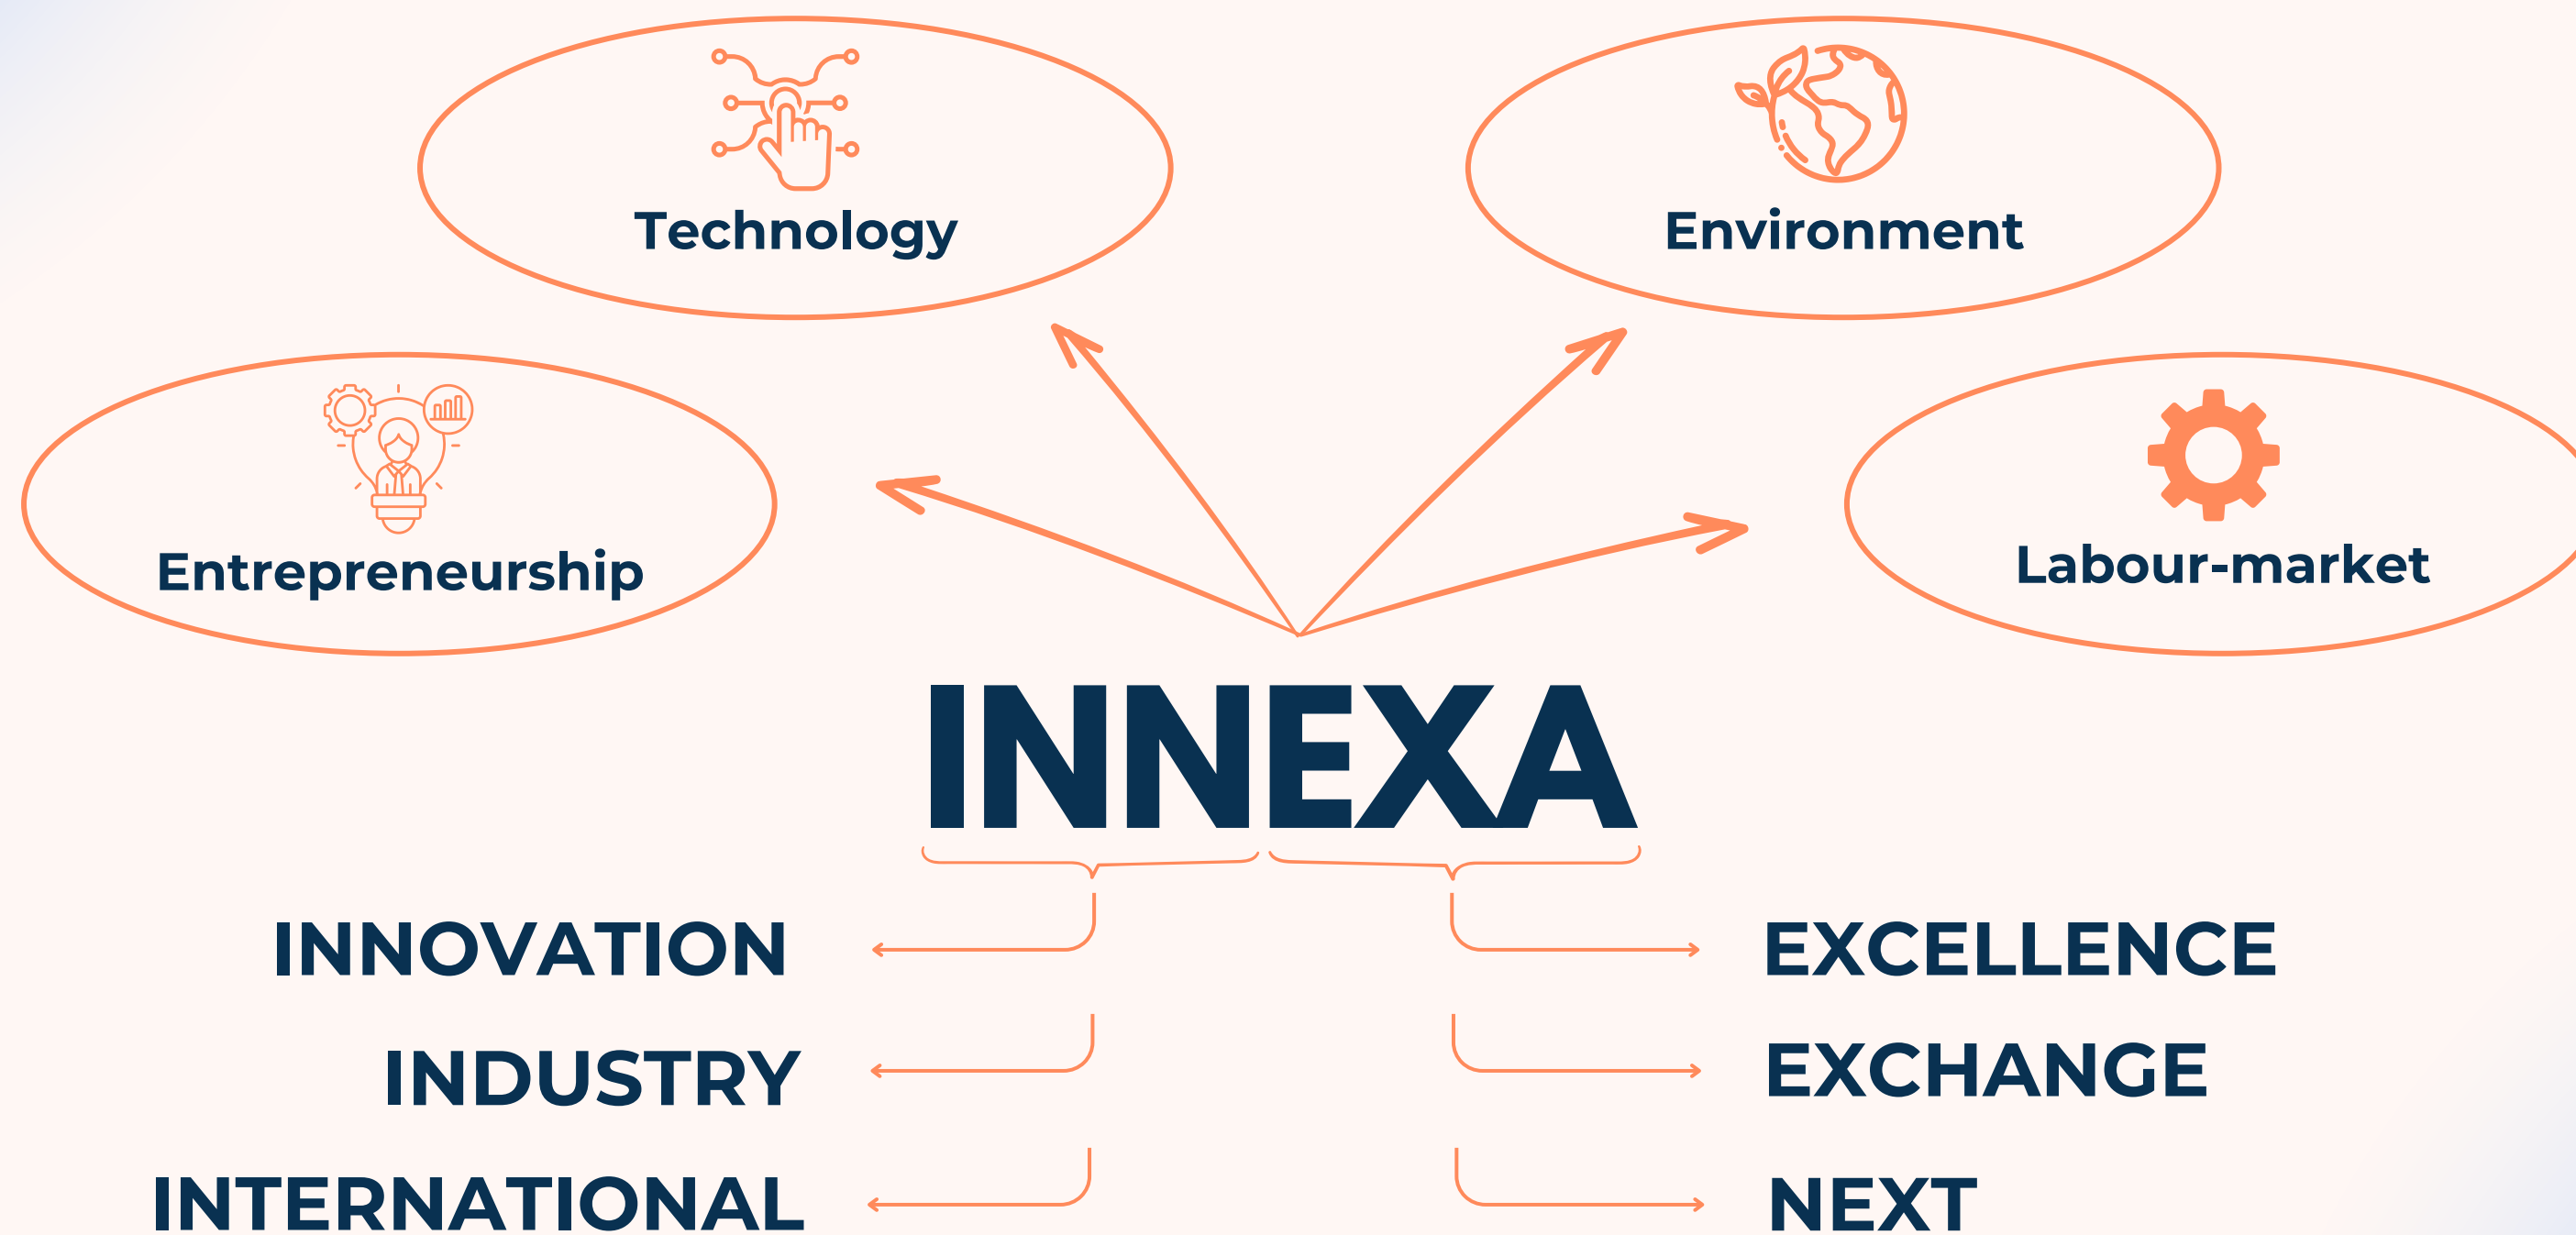 Technology
Environment
Entrepreneurship
Labour-market
INNEXA
INNOVATION
EXCELLENCE
INDUSTRY
EXCHANGE
INTERNATIONAL
NEXT